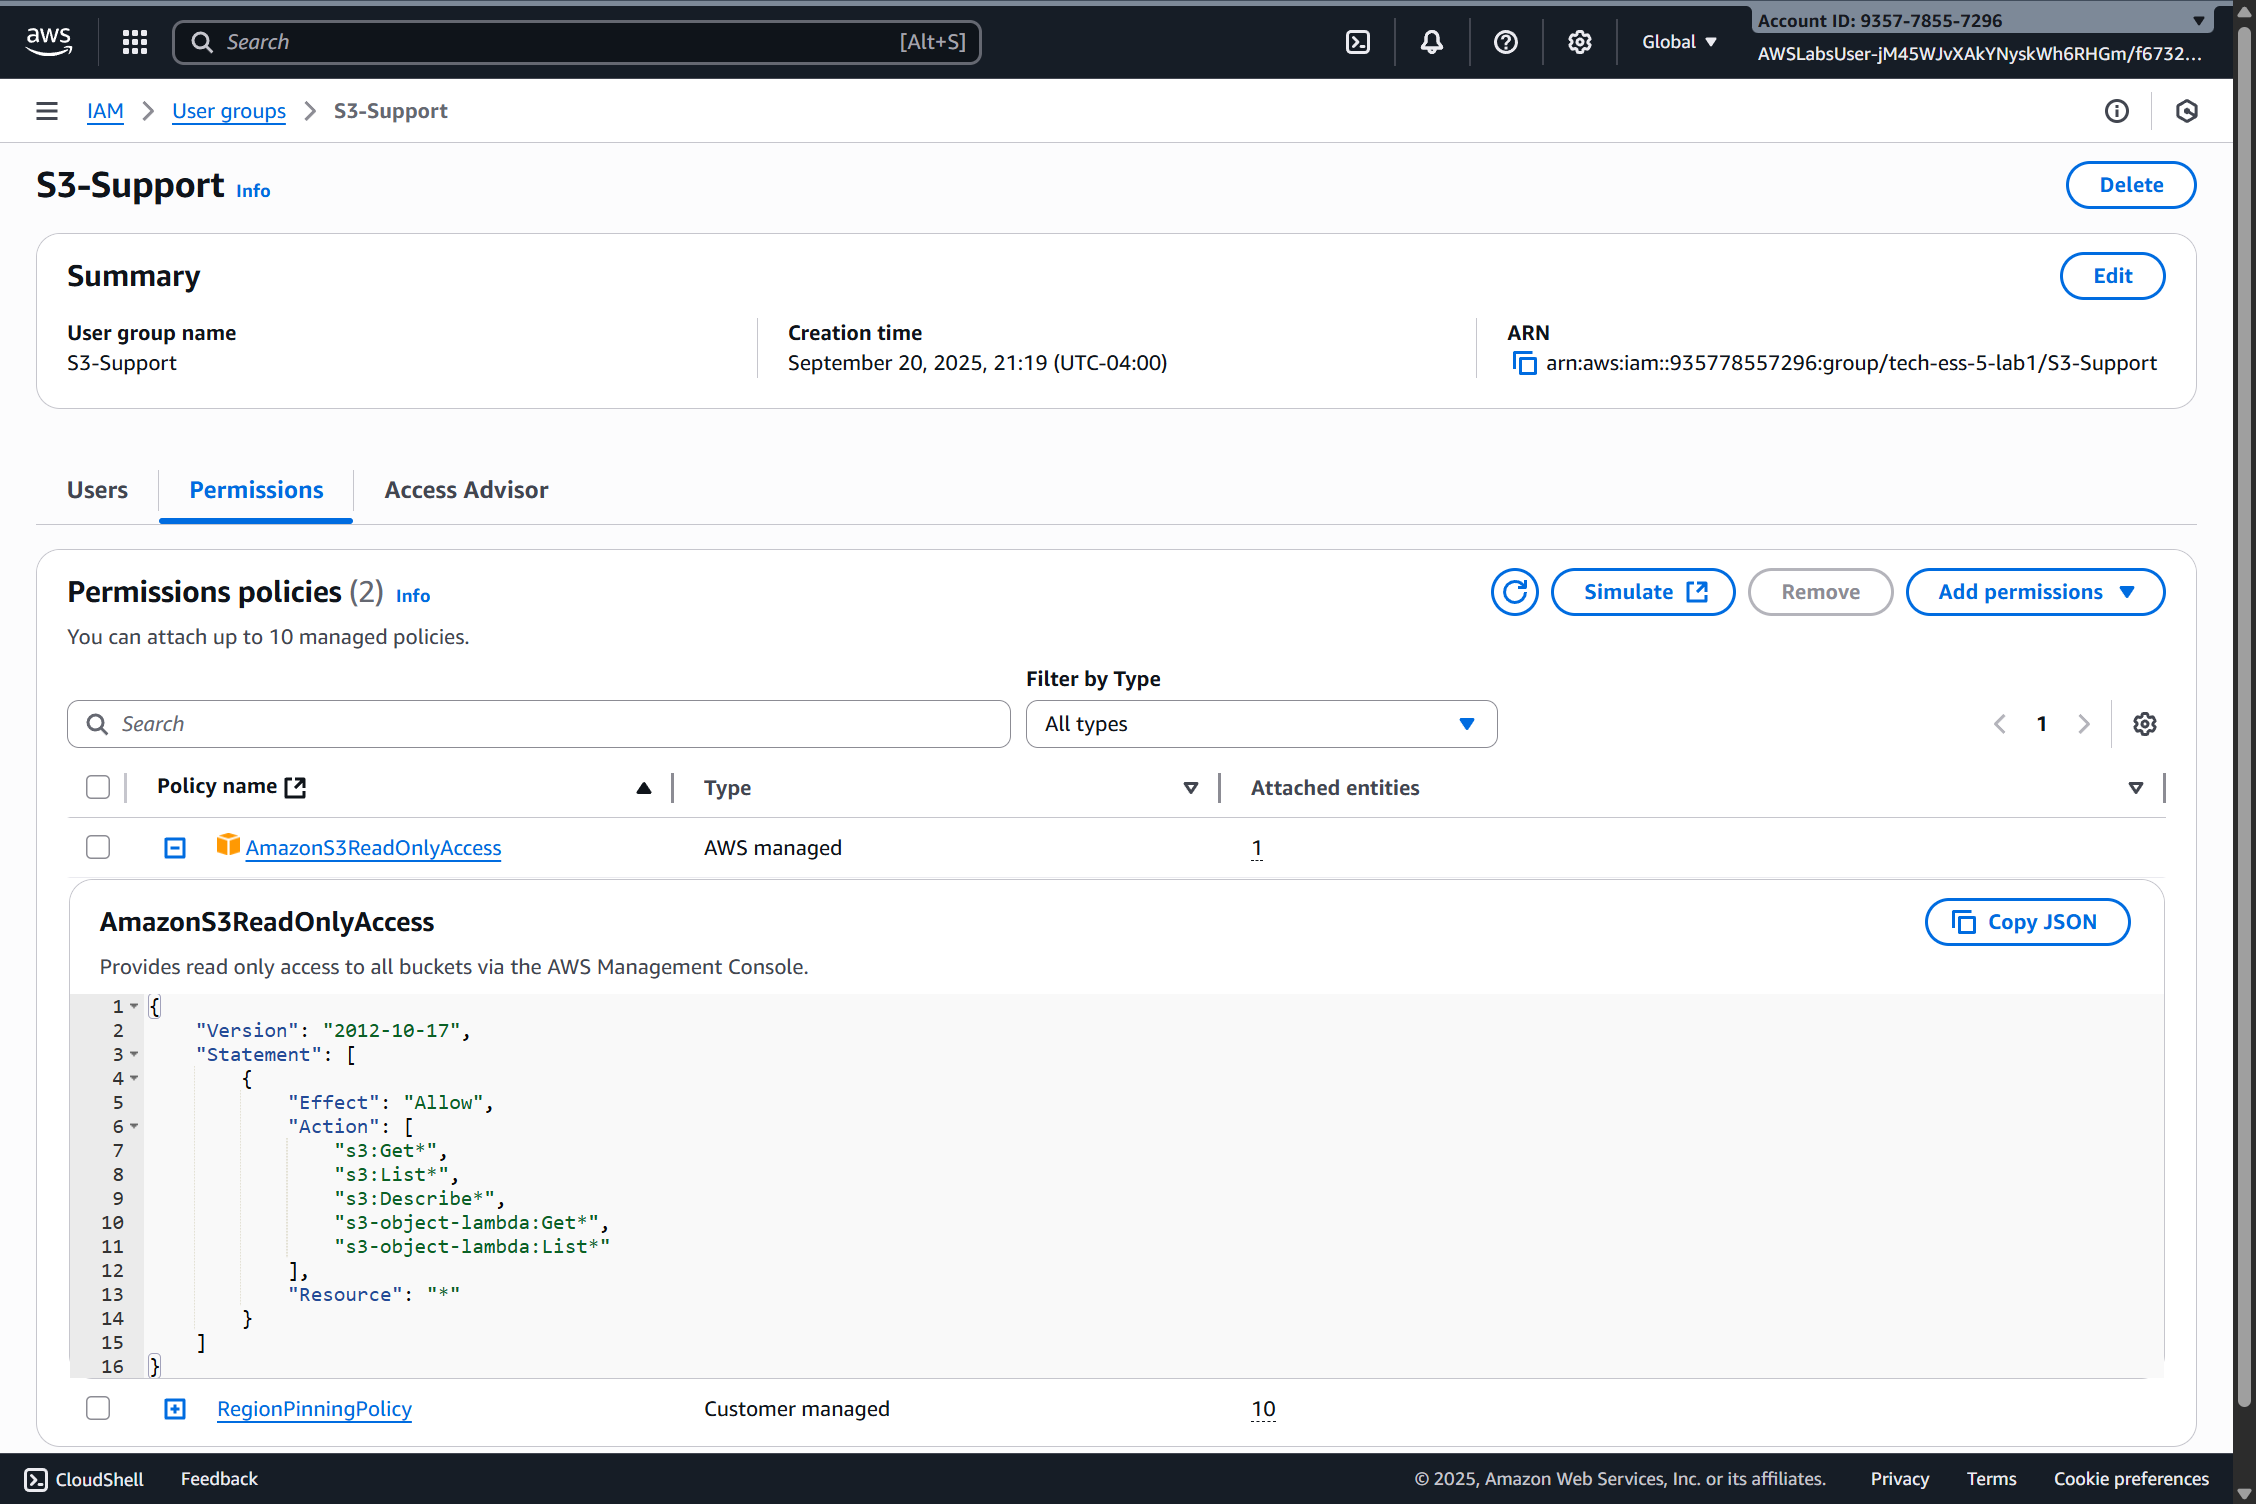 aws
Search [Alt+S]
Global
Account ID: 9357-7855-7296
AWSLabsUser-jM45WJvXAkYNyskWh6RHGm/f6732...
IAM > User groups > S3-Support
S3-Support Info
Delete
Summary
Edit
User group name
S3-Support
Creation time
September 20, 2025, 21:19 (UTC-04:00)
ARN
arn:aws:iam::935778557296:group/tech-ess-5-lab1/S3-Support
Users Permissions Access Advisor
Permissions policies (2) Info
Simulate Remove Add permissions
You can attach up to 10 managed policies.
Filter by Type
Search
All types
1
Policy name Type Attached entities
AmazonS3ReadOnlyAccess AWS managed 1
AmazonS3ReadOnlyAccess
Copy JSON
Provides read only access to all buckets via the AWS Management Console.
1 {
2 "Version": "2012-10-17",
3 "Statement": [
4 {
5 "Effect": "Allow",
6 "Action": [
7 "s3:Get*",
8 "s3:List*",
9 "s3:Describe*",
10 "s3-object-lambda:Get*",
11 "s3-object-lambda:List*"
12 ],
13 "Resource": "*"
14 }
15 ]
16 }
RegionPinningPolicy Customer managed 10
CloudShell Feedback © 2025, Amazon Web Services, Inc. or its affiliates. Privacy Terms Cookie preferences